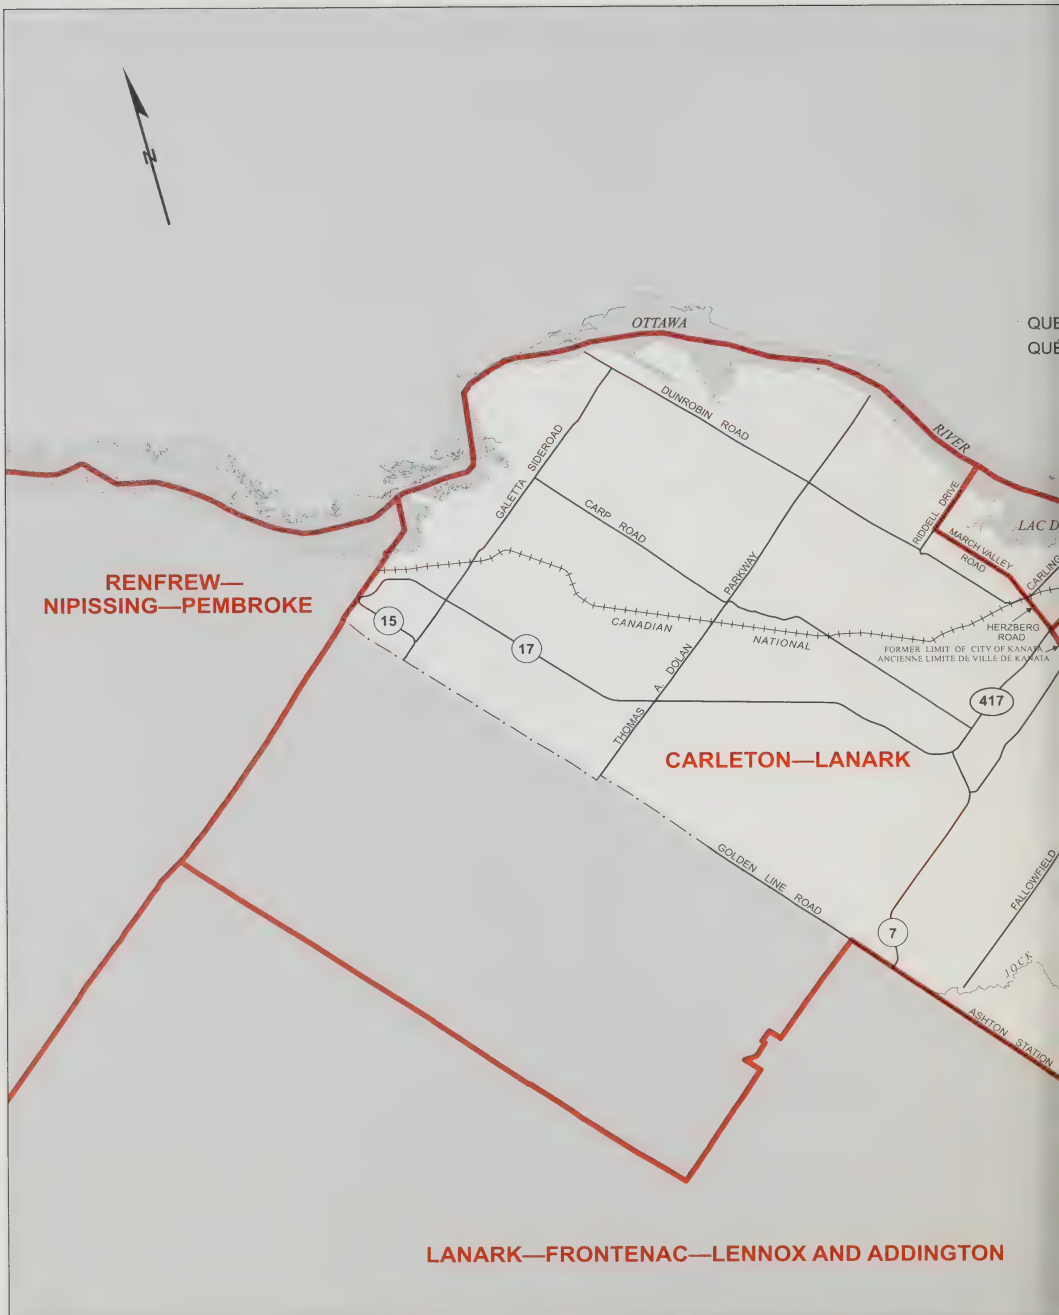 N
OTTAWA
QUE
QUÉ
DUNROBIN ROAD
RIVER
GALETTA SIDEROAD
CARP ROAD
RIDDELL DRIVE
LAC D
MARCH VALLEY
ROAD
CARLING
PARKWAY
RENFREW—
NIPISSING—PEMBROKE
15
CANADIAN NATIONAL
HERZBERG
ROAD
17
FORMER LIMIT OF CITY OF KANATA
ANCIENNE LIMITE DE VILLE DE KANATA
THOMAS A. DOLAN
417
CARLETON—LANARK
GOLDEN LINE ROAD
FALLOWFIELD
7
JOCK
ASHTON STATION
LANARK—FRONTENAC—LENNOX AND ADDINGTON